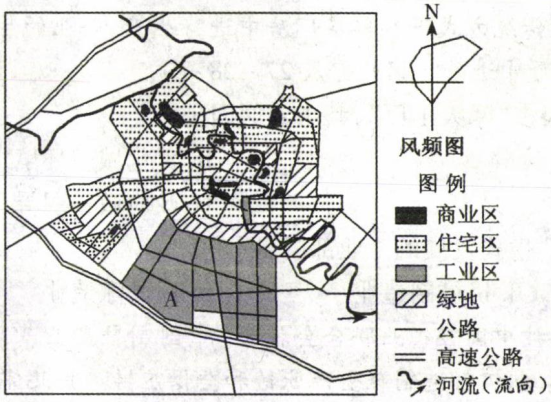 A
N
风频图
图例
商业区
住宅区
工业区
绿地
公路
高速公路
河流(流向)